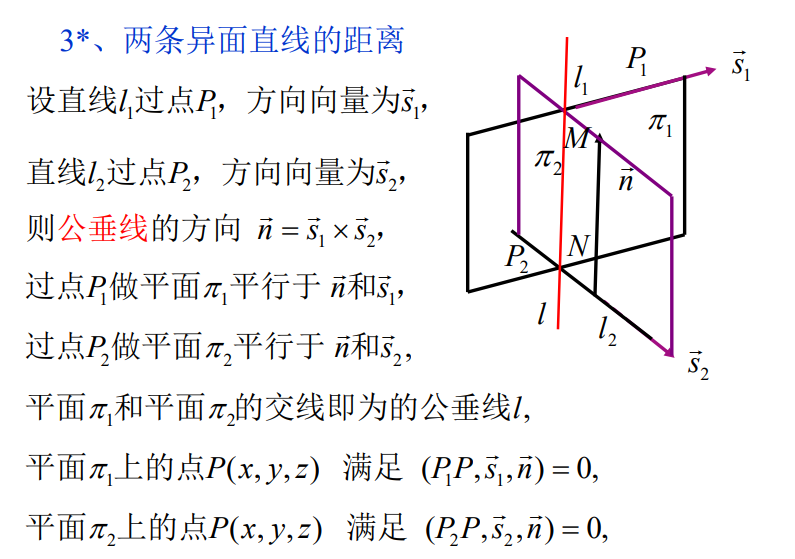 3*、两条异面直线的距离
设直线l₁过点P₁，方向向量为s⃗₁，
直线l₂过点P₂，方向向量为s⃗₂，
则公垂线的方向 n⃗ = s⃗₁ × s⃗₂，
过点P₁做平面π₁平行于 n⃗和s⃗₁，
过点P₂做平面π₂平行于 n⃗和s⃗₂,
平面π₁和平面π₂的交线即为的公垂线l,
平面π₁上的点P(x, y, z) 满足 (P₁P, s⃗₁, n⃗) = 0,
平面π₂上的点P(x, y, z) 满足 (P₂P, s⃗₂, n⃗) = 0,
l₁
P₁
s⃗₁
π₁
M
π₂
n⃗
P₂
N
l
l₂
s⃗₂